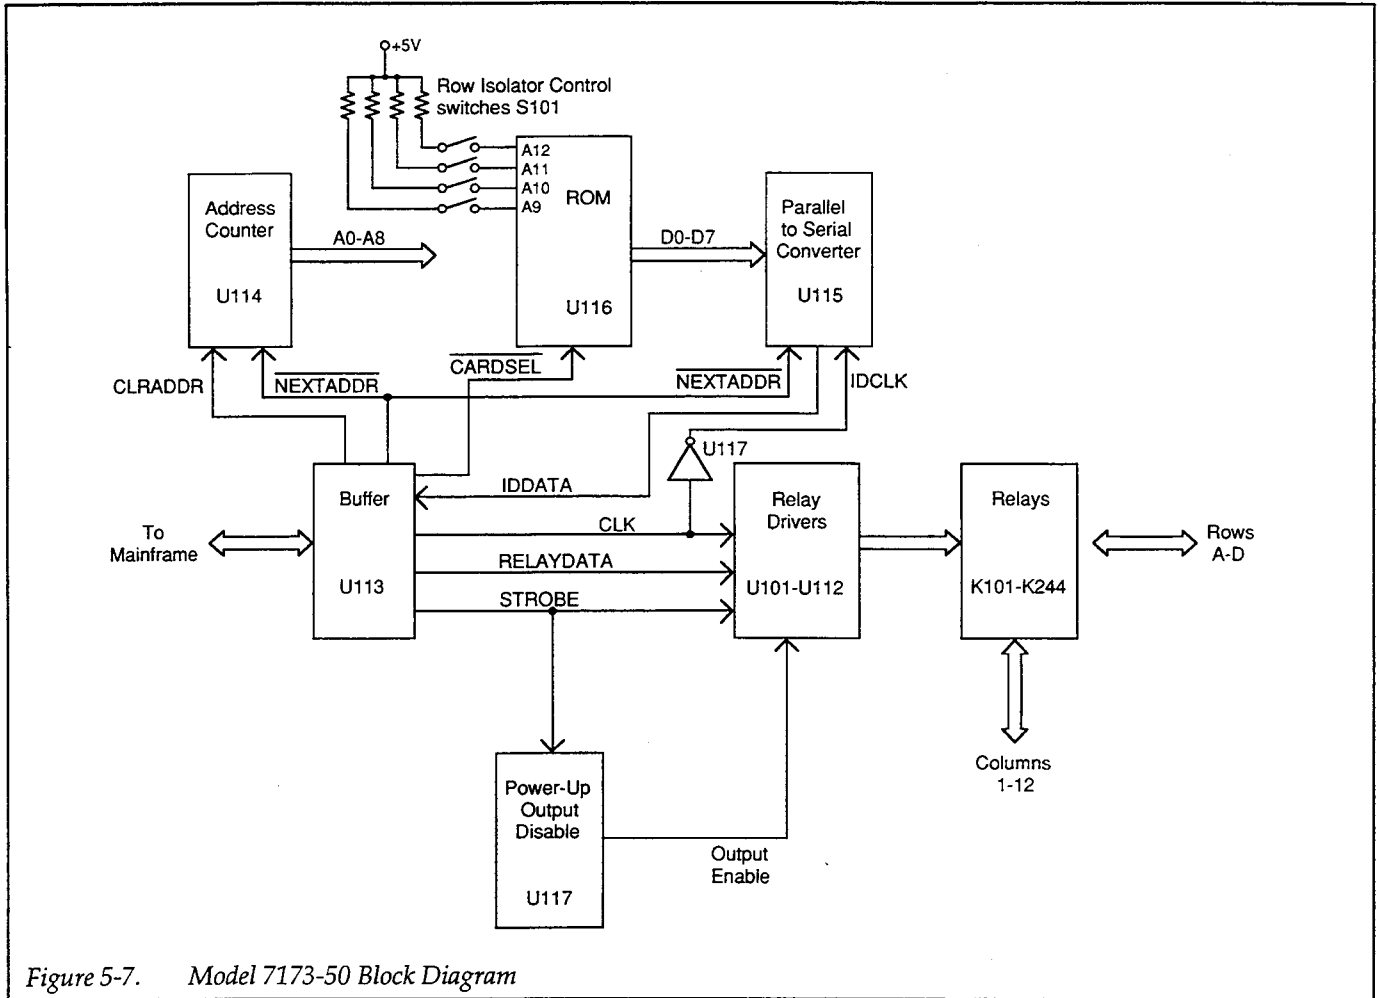 +5V
Row Isolator Control
switches S101
A12
A11
A10
A9
ROM
U116
Address
Counter
U114
A0-A8
D0-D7
Parallel
to Serial
Converter
U115
CLRADDR
NEXTADDR
CARDSEL
NEXTADDR
IDCLK
U117
To
Mainframe
Buffer
U113
IDDATA
CLK
RELAYDATA
STROBE
Relay
Drivers
U101-U112
Relays
K101-K244
Rows
A-D
Columns
1-12
Power-Up
Output
Disable
U117
Output
Enable
Figure 5-7. Model 7173-50 Block Diagram